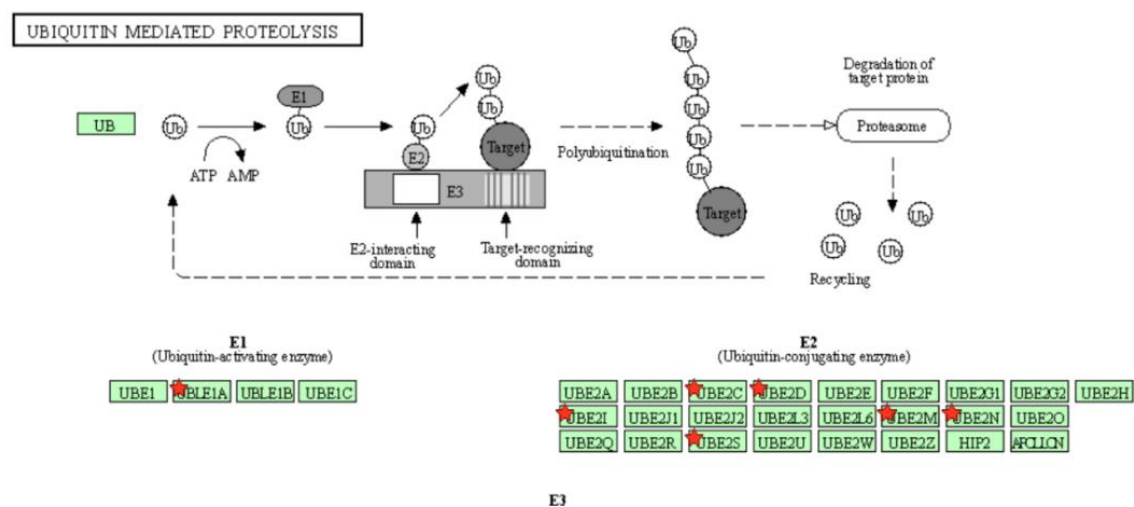 UBIQUITIN MEDIATED PROTEOLYSIS
UB
Ub
E1
Ub
Ub
E2
E3
Ub
Ub
Target
ATP AMP
E2-interacting
domain
Target-recognizing
domain
Polyubiquitination
Ub
Ub
Ub
Ub
Ub
Target
Degradation of
target protein
Proteasome
Ub
Ub
Ub
Ub
Recycling
E1
(Ubiquitin-activating enzyme)
UBE1 UBLE1A UBLE1B UBE1C
E2
(Ubiquitin-conjugating enzyme)
UBE2A UBE2B UBE2C UBE2D UBE2E UBE2F UBE2G1 UBE2G2 UBE2H
UBE2I UBE2J1 UBE2J2 UBE2L3 UBE2L6 UBE2M UBE2N UBE2O
UBE2Q UBE2R UBE2S UBE2U UBE2W UBE2Z HIP2
E3